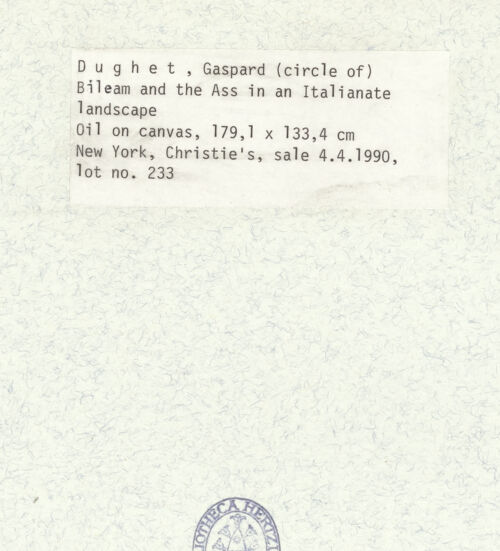 D u g h e t , Gaspard (circle of)
Bileam and the Ass in an Italianate
landscape
Oil on canvas, 179,1 x 133,4 cm
New York, Christie's, sale 4.4.1990,
lot no. 233